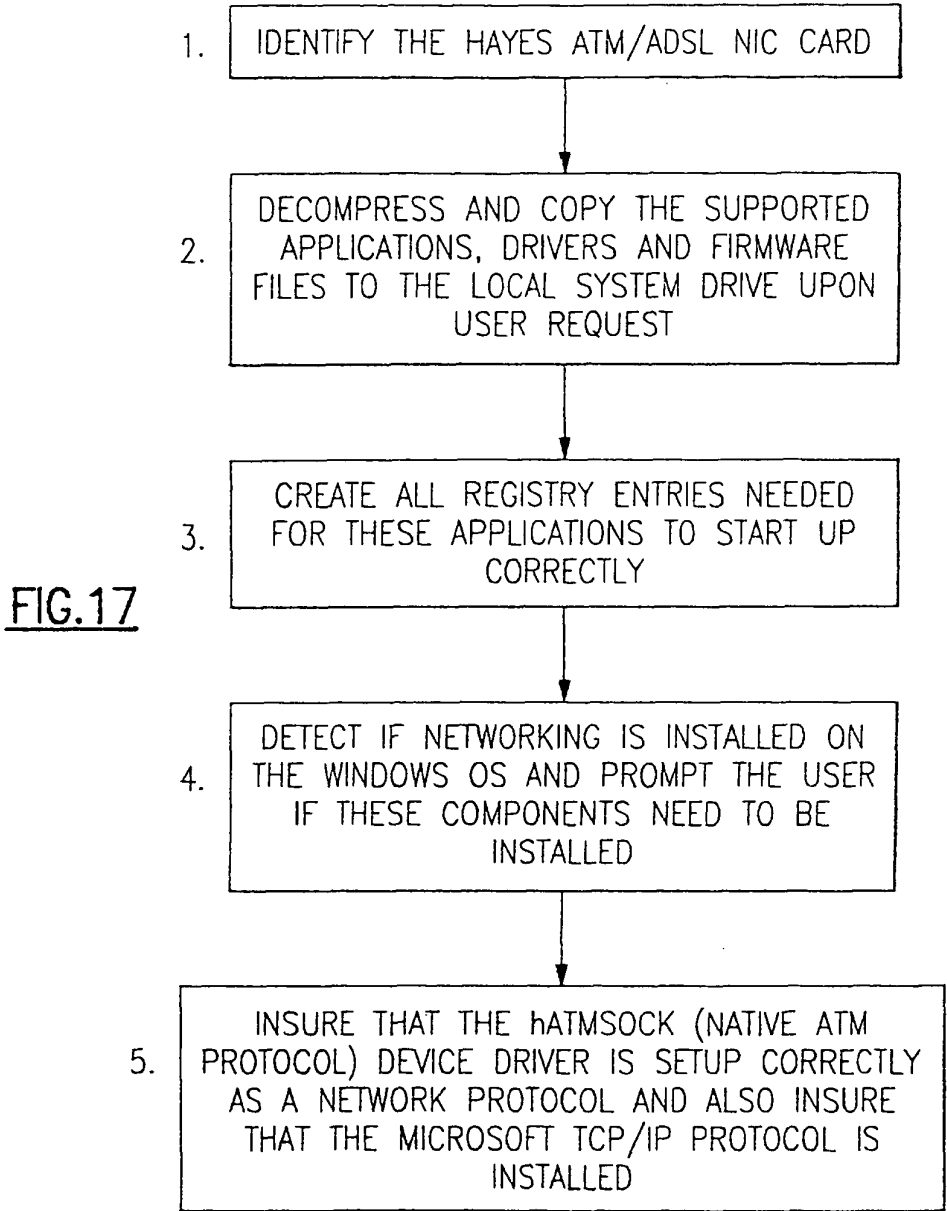 1. IDENTIFY THE HAYES ATM/ADSL NIC CARD
2. DECOMPRESS AND COPY THE SUPPORTED
APPLICATIONS, DRIVERS AND FIRMWARE
FILES TO THE LOCAL SYSTEM DRIVE UPON
USER REQUEST
3. CREATE ALL REGISTRY ENTRIES NEEDED
FOR THESE APPLICATIONS TO START UP
CORRECTLY
FIG.17
4. DETECT IF NETWORKING IS INSTALLED ON
THE WINDOWS OS AND PROMPT THE USER
IF THESE COMPONENTS NEED TO BE
INSTALLED
5. INSURE THAT THE hATMSOCK (NATIVE ATM
PROTOCOL) DEVICE DRIVER IS SETUP CORRECTLY
AS A NETWORK PROTOCOL AND ALSO INSURE
THAT THE MICROSOFT TCP/IP PROTOCOL IS
INSTALLED